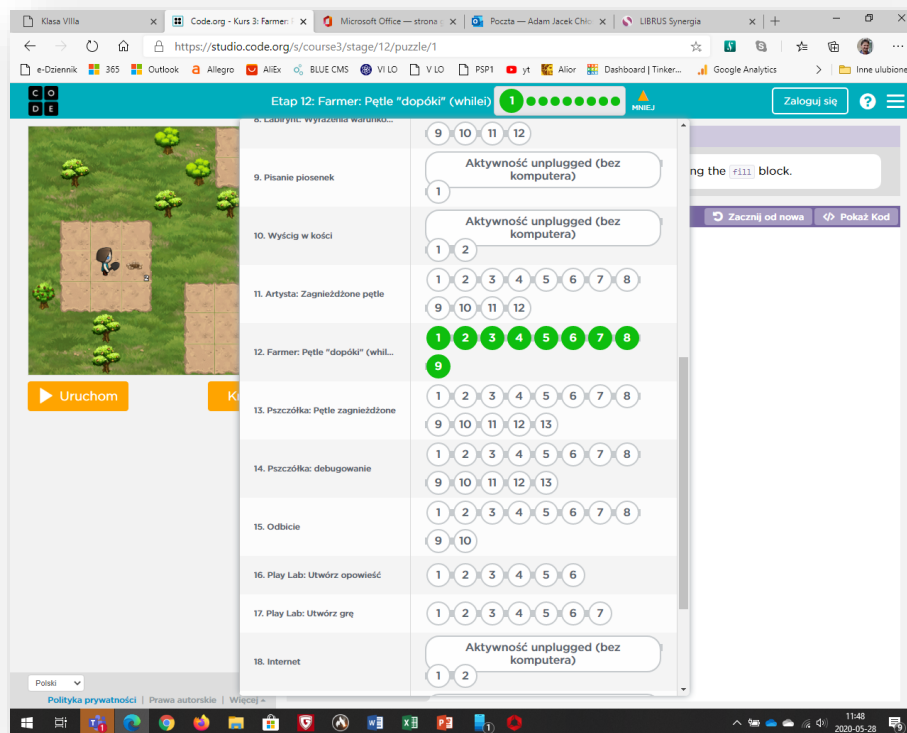 Klasa VIIIa
Code.org - Kurs 3: Farmer:
Microsoft Office — strona g
Poczta — Adam Jacek Chło
LIBRUS Synergia
https://studio.code.org/s/course3/stage/12/puzzle/1
e-Dziennik 365 Outlook Allegro AliEx BLUE CMS VI LO V LO PSP1 yt Alior Dashboard | Tinker... Google Analytics Inne ulubione
C O
D E
Etap 12: Farmer: Pętle "dopóki" (whilei)
1
MNIEJ
Zaloguj się
?
8. Labirynt: Wyrażenia warunko...
9 10 11 12
9. Pisanie piosenek
Aktywność unplugged (bez
komputera)
1
10. Wyścig w kości
Aktywność unplugged (bez
komputera)
1 2
11. Artysta: Zagnieżdżone pętle
1 2 3 4 5 6 7 8
9 10 11 12
12. Farmer: Pętle "dopóki" (whil...
1 2 3 4 5 6 7 8
9
13. Pszczółka: Pętle zagnieżdżone
1 2 3 4 5 6 7 8
9 10 11 12 13
14. Pszczółka: debugowanie
1 2 3 4 5 6 7 8
9 10 11 12 13
15. Odbicie
1 2 3 4 5 6 7 8
9 10
16. Play Lab: Utwórz opowieść
1 2 3 4 5 6
17. Play Lab: Utwórz grę
1 2 3 4 5 6 7
18. Internet
Aktywność unplugged (bez
komputera)
1 2
ng the fill block.
Zacznij od nowa
Pokaż Kod
2
Uruchom
Kr
Polski
Polityka prywatności | Prawa autorskie | Więcej
11:48
2020-05-28
9